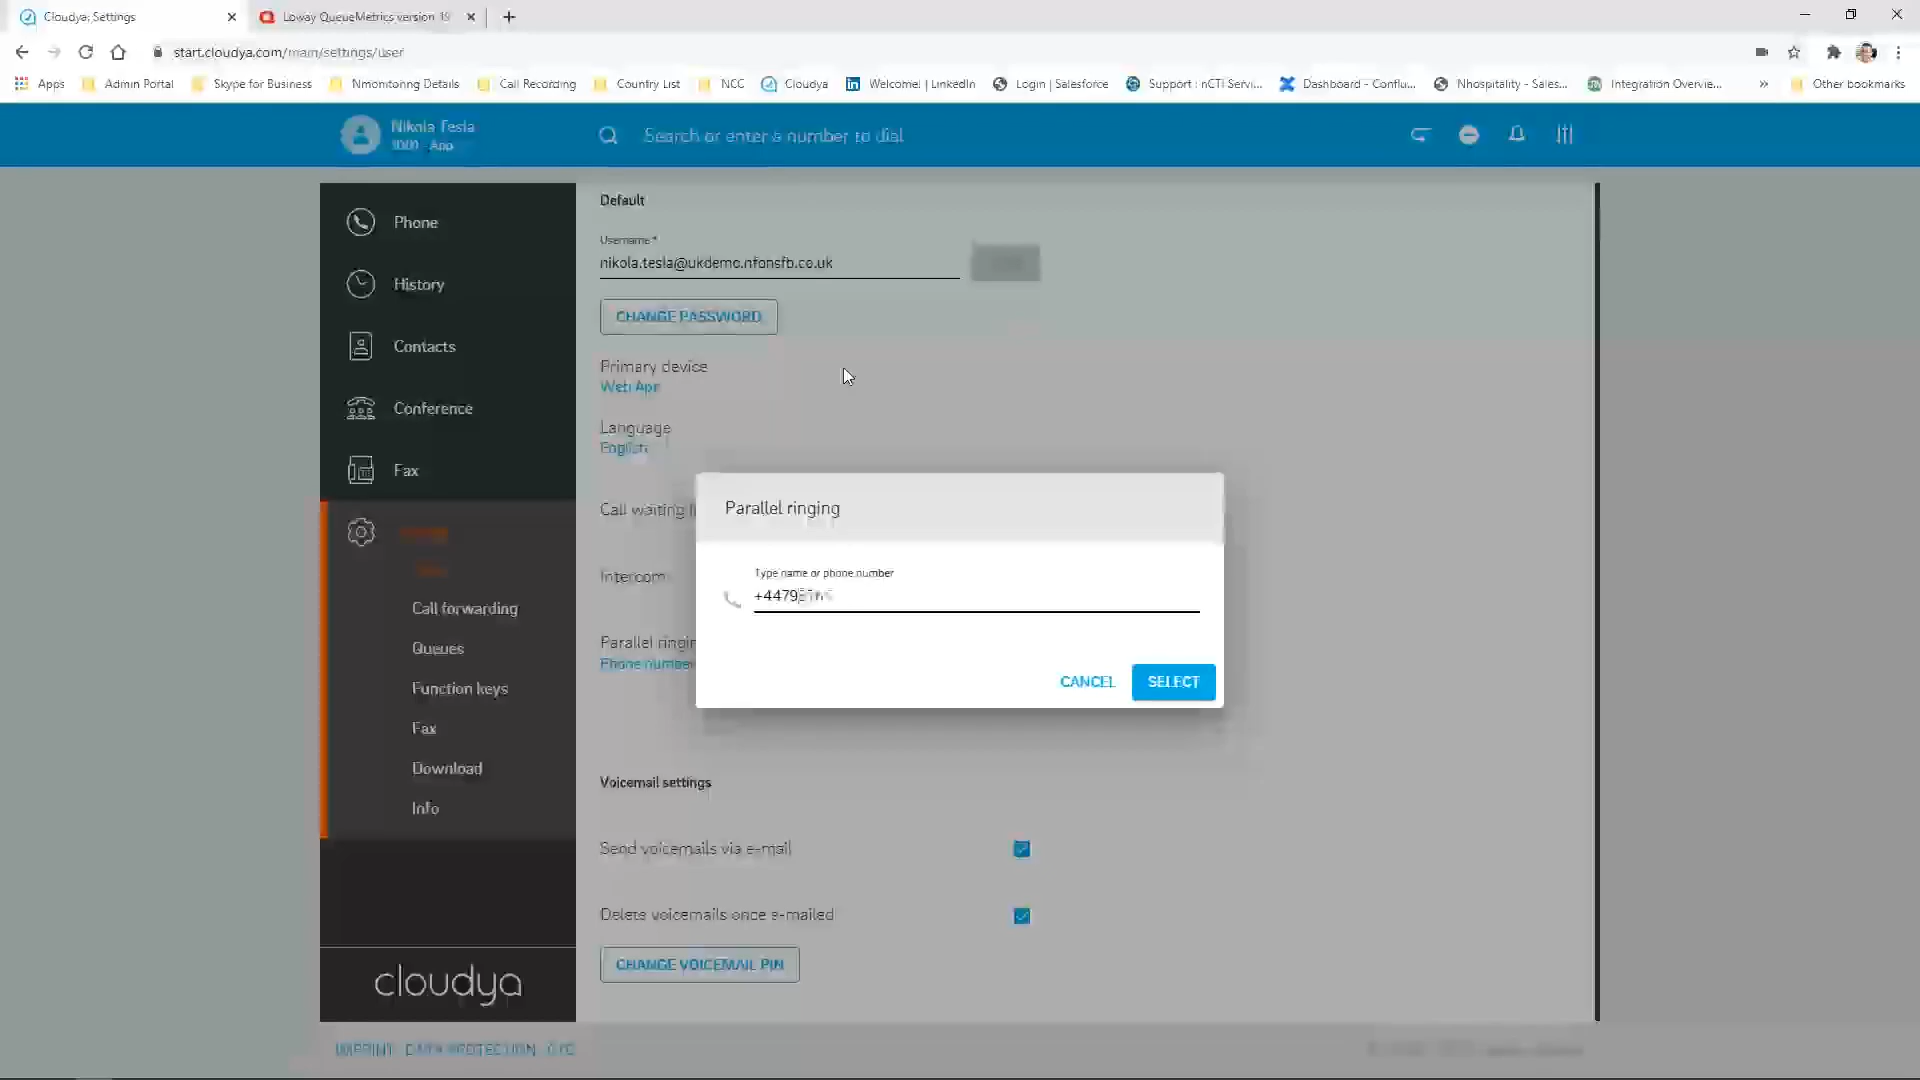 Cloudya: Settings
Loway QueueMetrics version 19
start.cloudya.com/main/settings/user
Apps
Admin Portal
Skype for Business
Nmonitoring Details
Call Recording
Country List
NCC
Cloudya
Welcome! | LinkedIn
Login | Salesforce
Support : nCTI Servi...
Dashboard - Conflu...
Nhospitality - Sales...
Integration Overvie...
»
Other bookmarks
Nikola Tesla
1001 - App
Search or enter a number to dial
Phone
History
Contacts
Conference
Fax
Call forwarding
Queues
Function keys
Fax
Download
Info
cloudya
Default
Username *
nikola.tesla@ukdemo.nfonsfb.co.uk
CHANGE PASSWORD
Primary device
Web App
Language
English
Call waiting
Intercom
Parallel
Phone number
Parallel ringing
Type name or phone number
CANCEL
SELECT
Voicemail settings
Send voicemails via e-mail
Delete voicemails once e-mailed
CHANGE VOICEMAIL PIN
IMPRINT
DATA PROTECTION